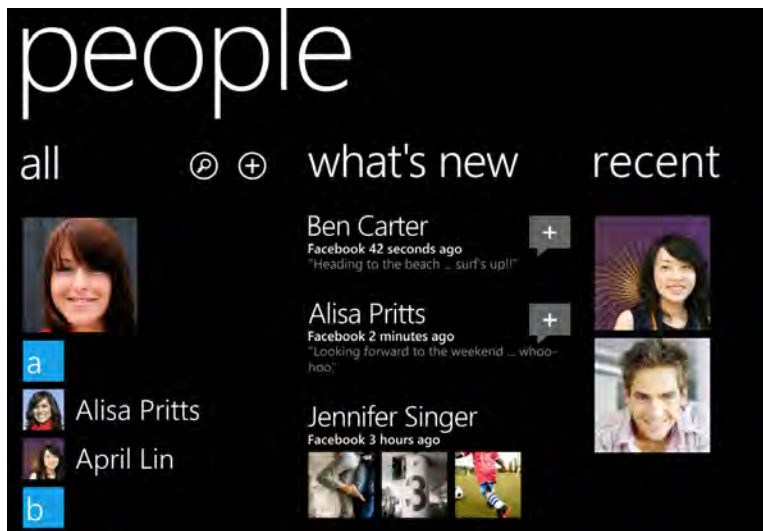 people
all
what's new
recent
Ben Carter
Facebook 42 seconds ago
"Heading to the beach ... surf's up!!"
Alisa Pritts
Facebook 2 minutes ago
"Looking forward to the weekend ... whoo-
hoo"
Jennifer Singer
Facebook 3 hours ago
3
a
Alisa Pritts
April Lin
b